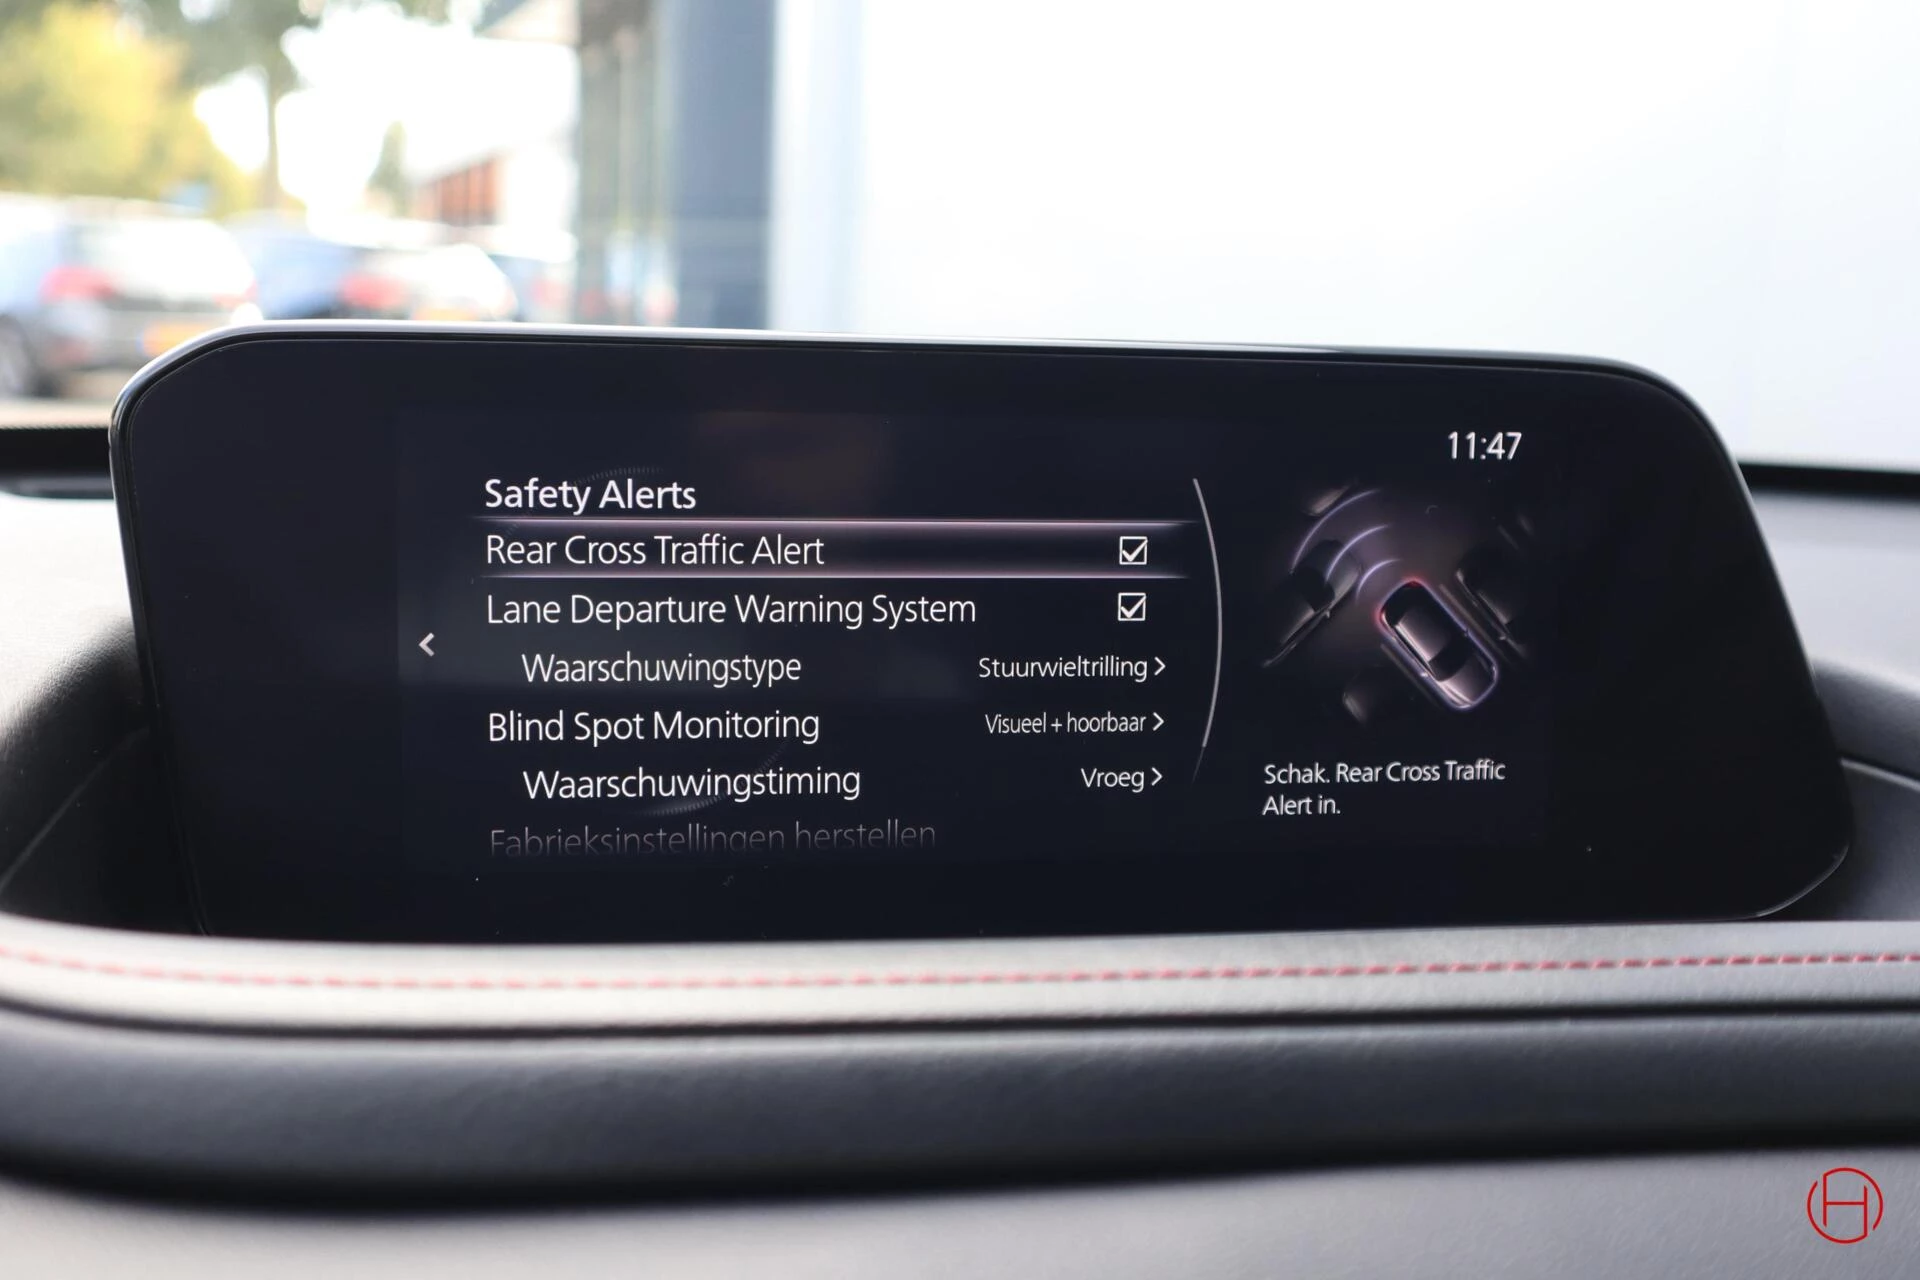 11:47
Safety Alerts
Rear Cross Traffic Alert
Lane Departure Warning System
Waarschuwingstype Stuurwieltrilling >
Blind Spot Monitoring Visueel + hoorbaar >
Waarschuwingstiming Vroeg >
Fabrieksinstellingen herstellen
Schak. Rear Cross Traffic
Alert in.